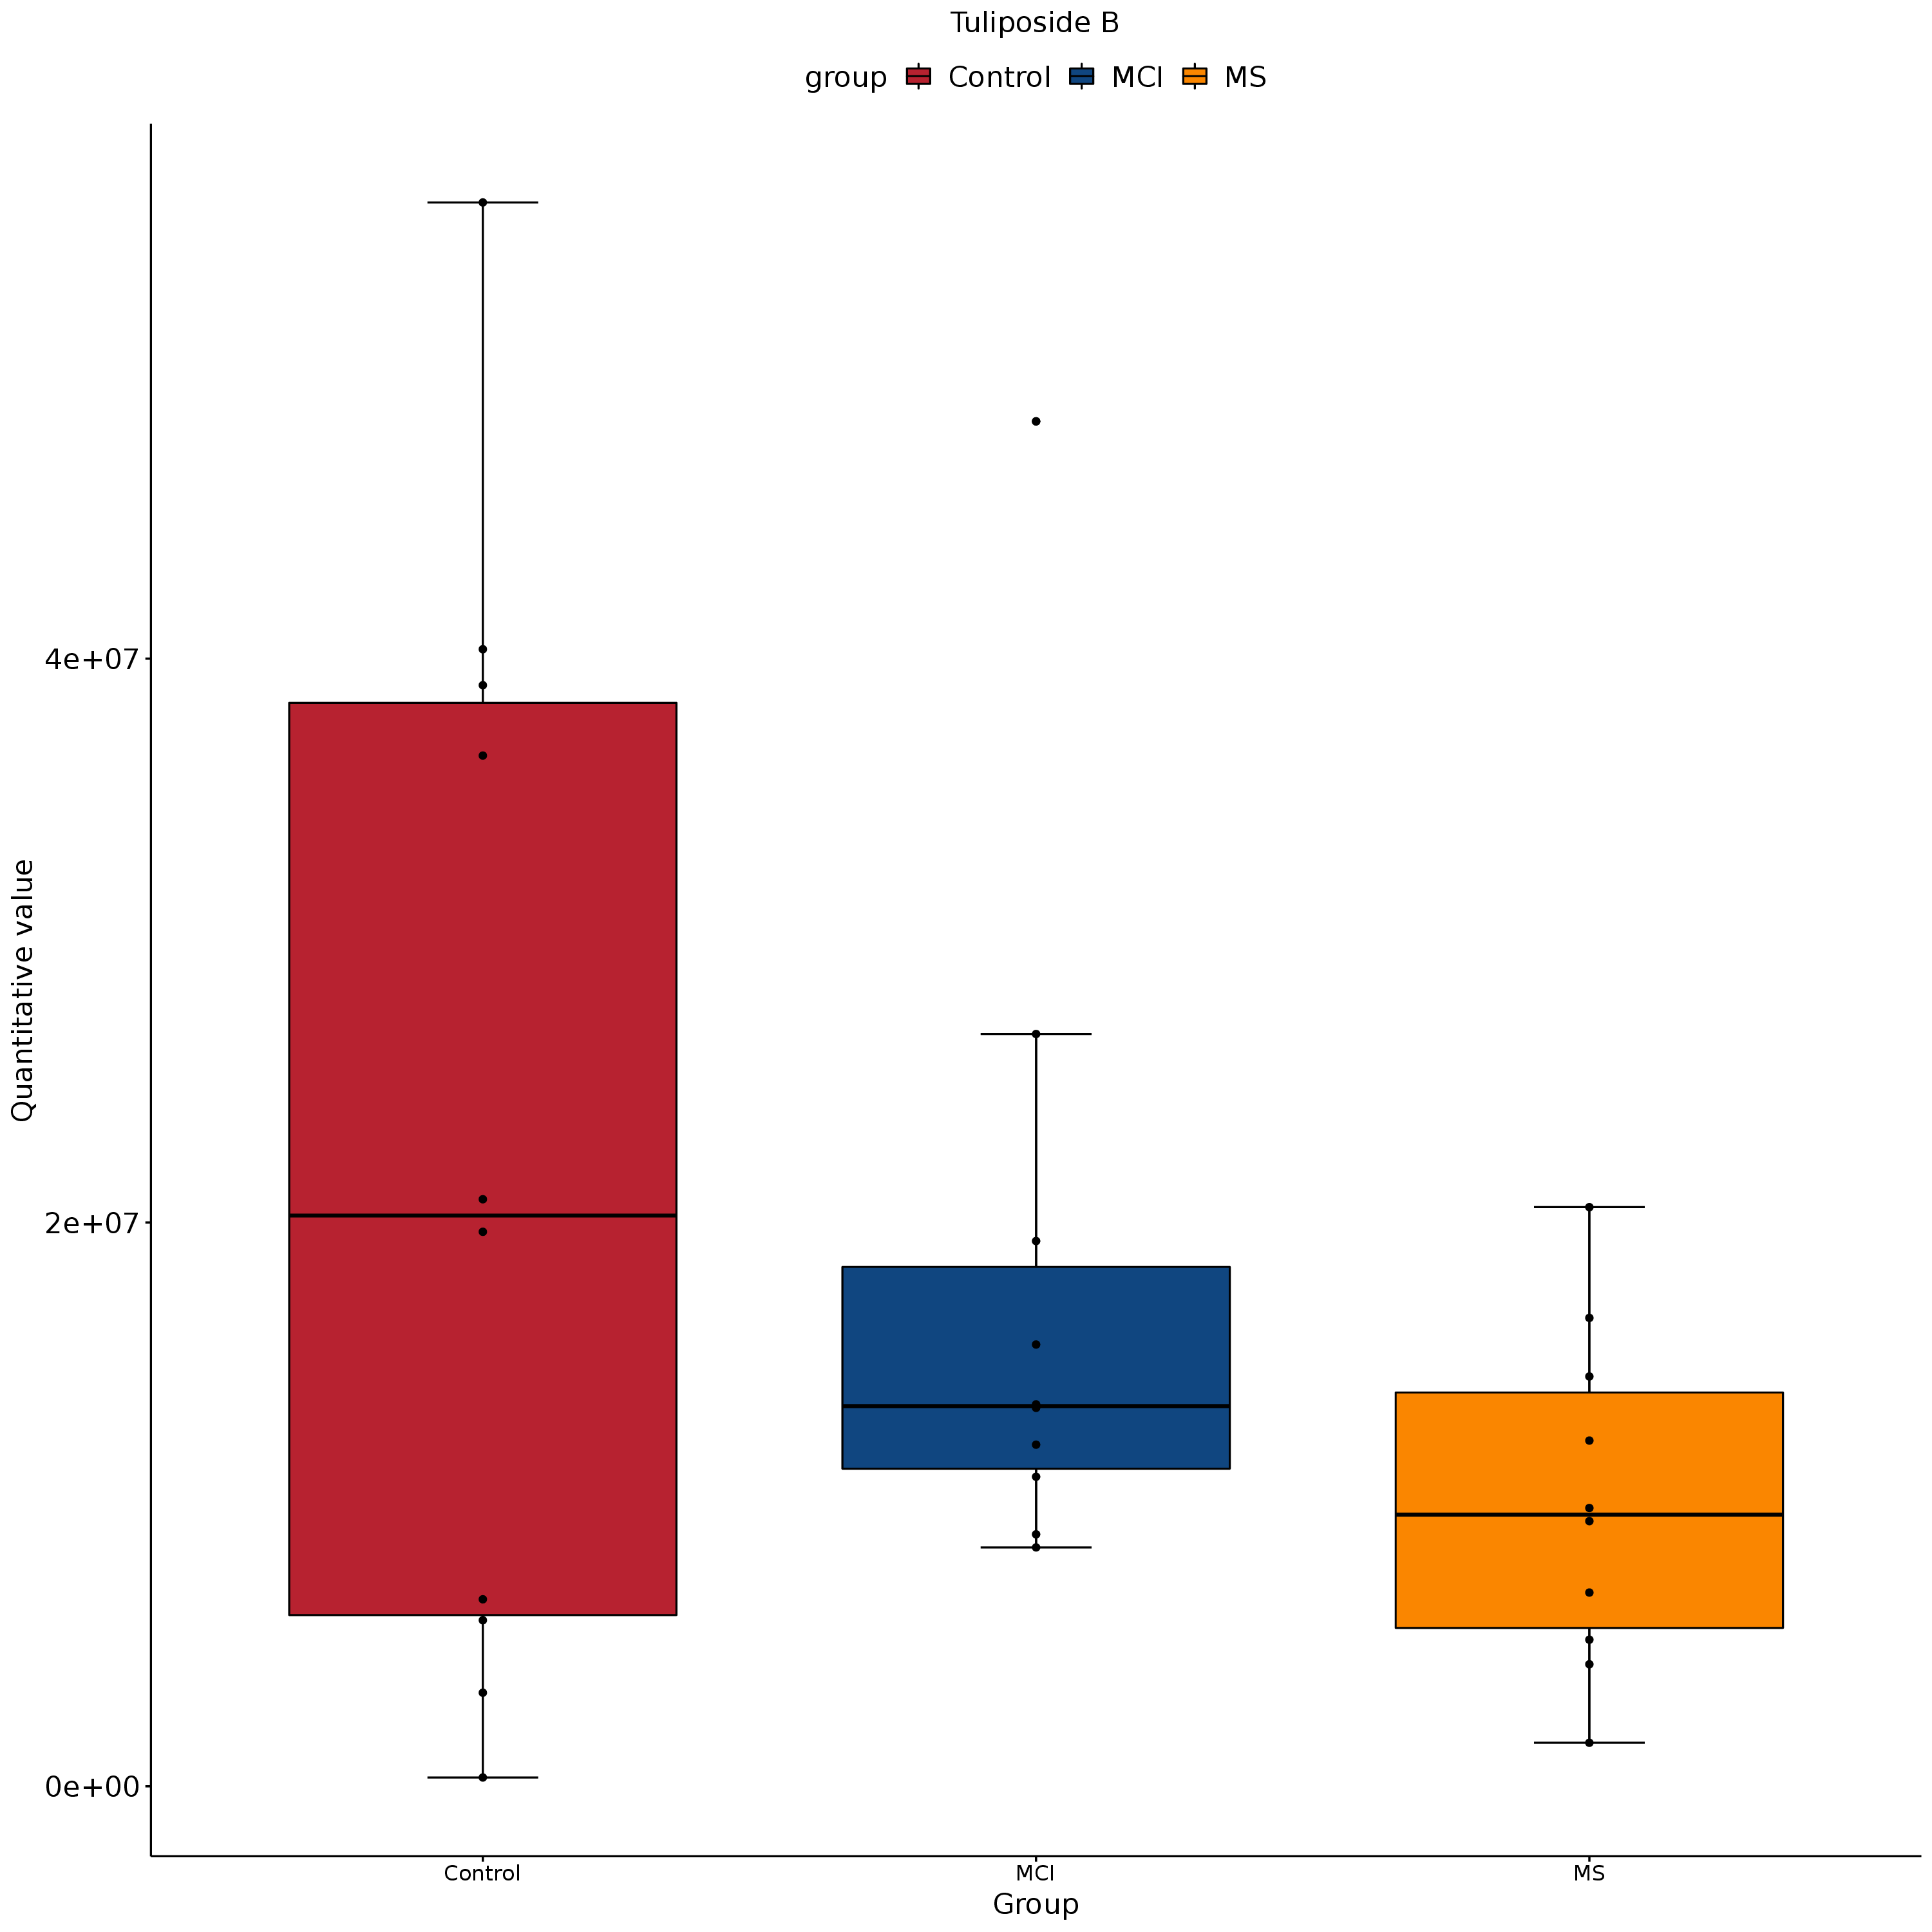 Tuliposide B
group Control MCI MS
Quantitative value
4e+07
2e+07
0e+00
Control MCI MS
Group